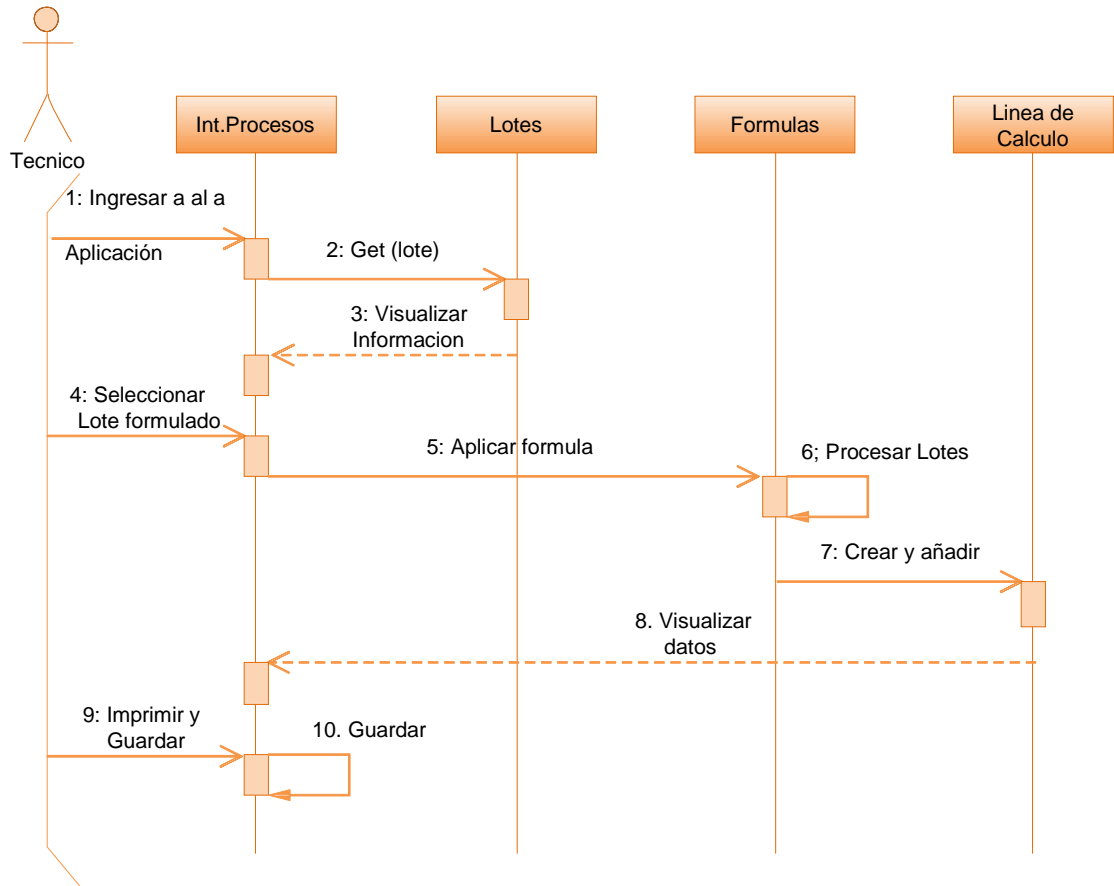 Int.Procesos
Lotes
Formulas
Linea de
Calculo
Tecnico
1: Ingresar a al a
Aplicación
2: Get (lote)
3: Visualizar
Informacion
4: Seleccionar
Lote formulado
5: Aplicar formula
6; Procesar Lotes
7: Crear y añadir
8. Visualizar
datos
9: Imprimir y
Guardar
10. Guardar